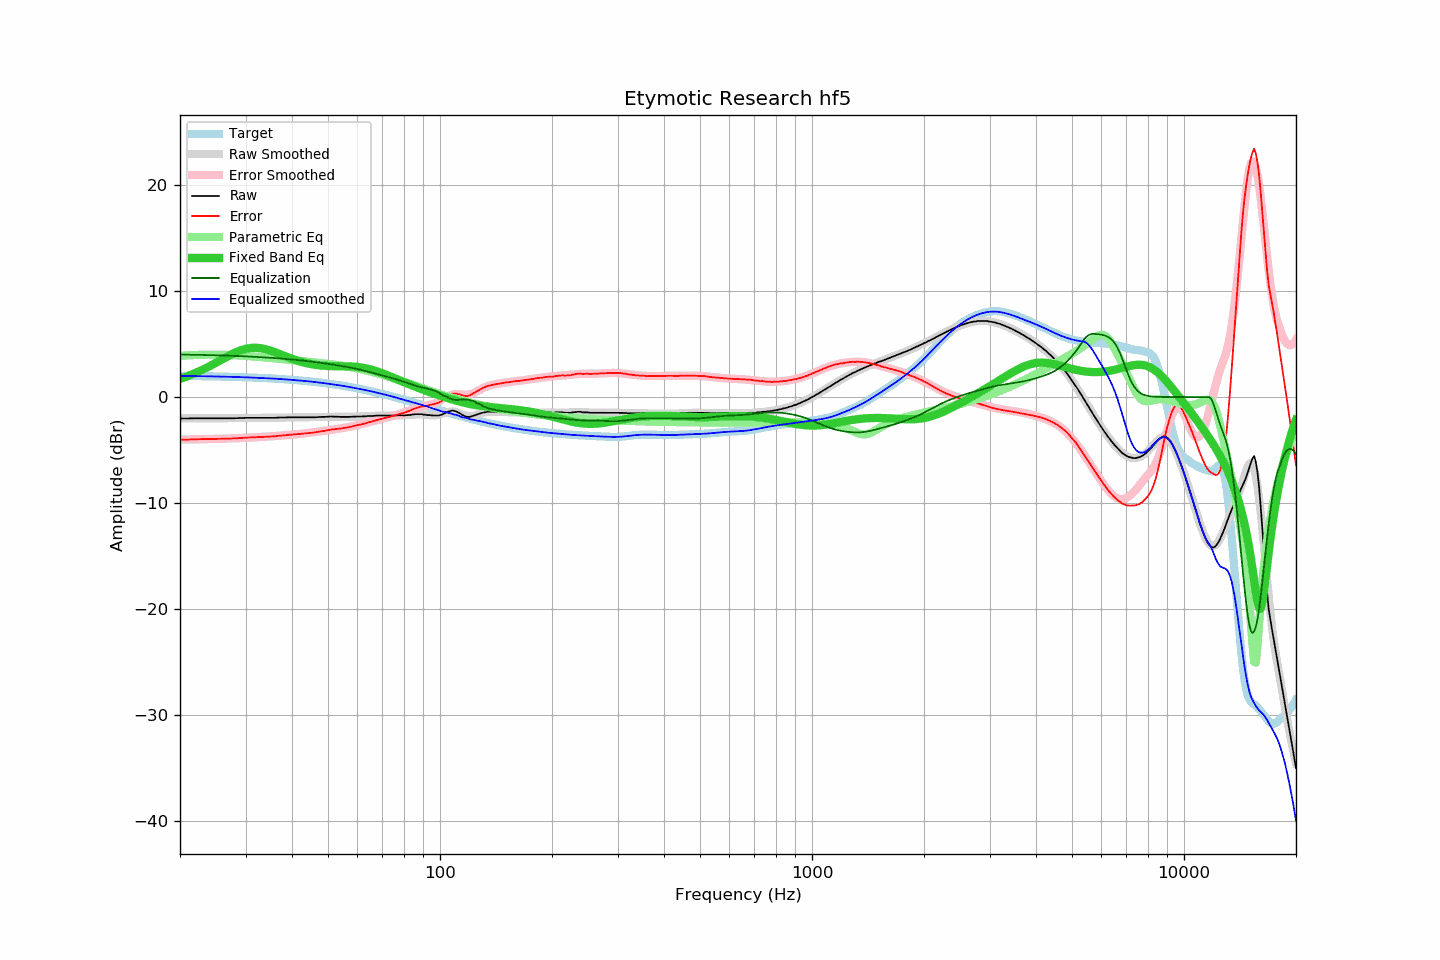 Etymotic Research hf5
Target
Raw Smoothed
Error Smoothed
Raw
Error
Parametric Eq
Fixed Band Eq
Equalization
Equalized smoothed
20
10
0
−10
−20
−30
−40
Amplitude (dBr)
100
1000
10000
Frequency (Hz)